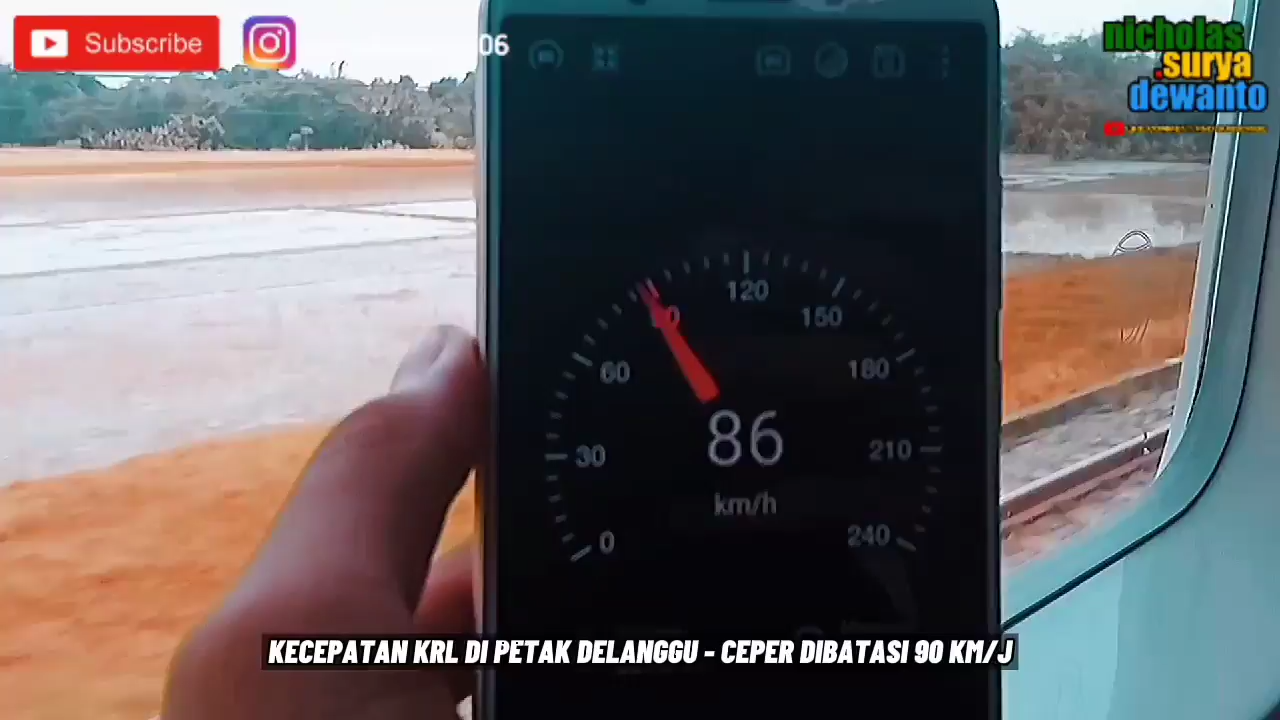 Subscribe
06
nicholas
.surya
dewanto
120
150
60
180
86
30
210
km/h
0
240
KECEPATAN KRL DI PETAK DELANGGU - CEPER DIBATASI 90 KM/J